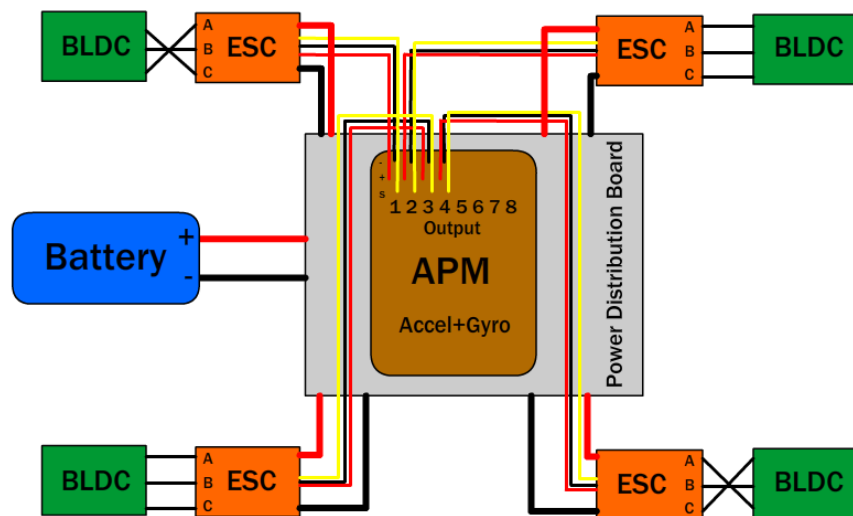 BLDC
A
B
C
ESC
ESC
A
B
C
BLDC
-
+
s
1 2 3 4 5 6 7 8
Output
APM
Accel+Gyro
Battery
+
-
Power Distribution Board
BLDC
A
B
C
ESC
ESC
A
B
C
BLDC